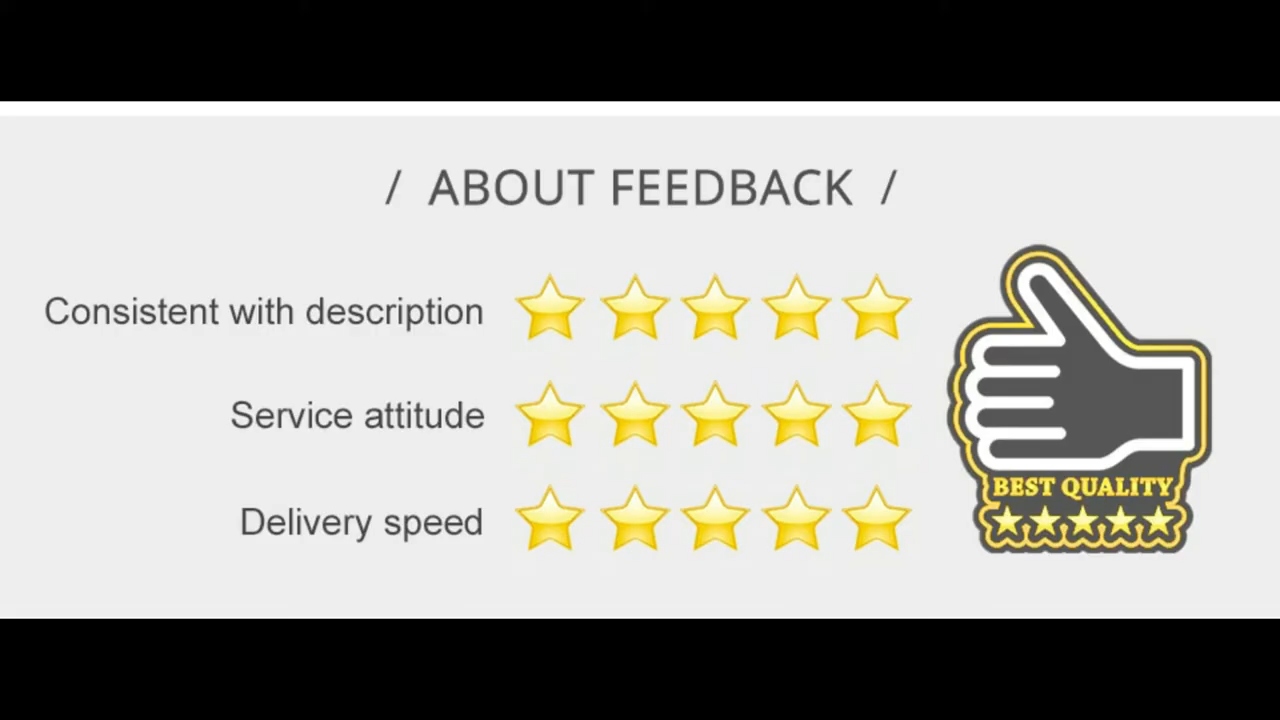 / ABOUT FEEDBACK /
Consistent with description
Service attitude
Delivery speed
BEST QUALITY